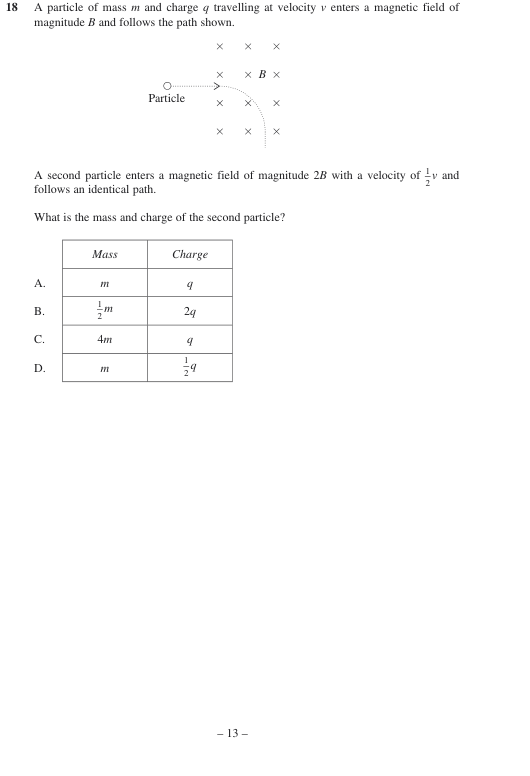 18 A particle of mass m and charge q travelling at velocity v enters a magnetic field of
magnitude B and follows the path shown.
× × ×
× × B ×
Particle
× × ×
× × ×
A second particle enters a magnetic field of magnitude 2B with a velocity of 1/2 v and
follows an identical path.
What is the mass and charge of the second particle?
Mass Charge
A. m q
B. 1/2 m 2q
C. 4m q
D. m 1/2 q
– 13 –